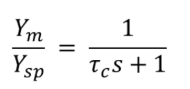 Y_m / Y_sp = 1 / (τ_c s + 1)